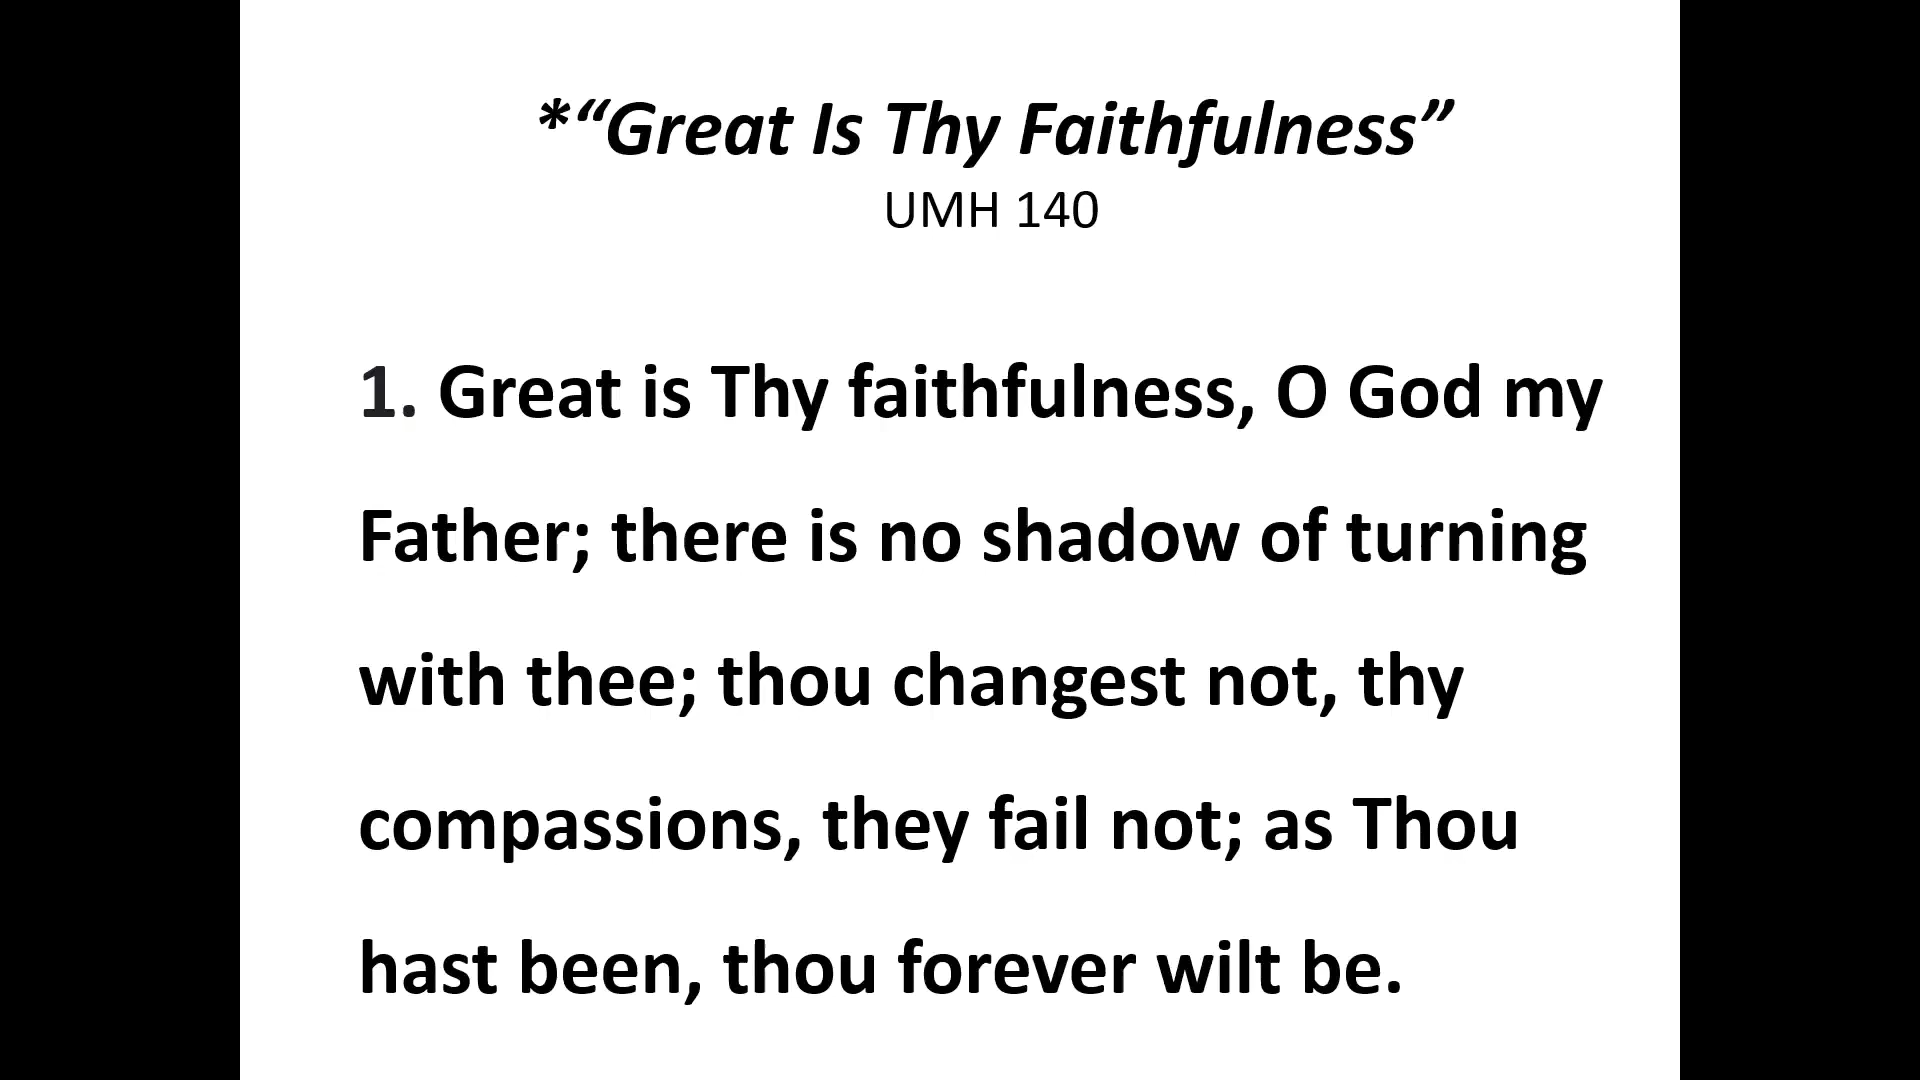 *“Great Is Thy Faithfulness”
UMH 140
1. Great is Thy faithfulness, O God my
Father; there is no shadow of turning
with thee; thou changest not, thy
compassions, they fail not; as Thou
hast been, thou forever wilt be.